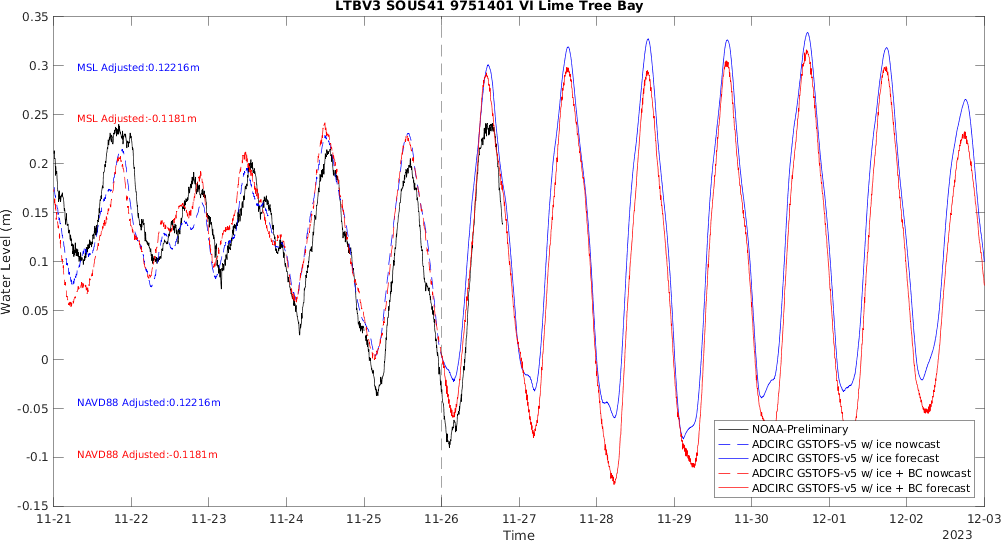 LTBV3 SOUS41 9751401 VI Lime Tree Bay
0.35
0.3
0.25
0.2
0.15
0.1
0.05
0
-0.05
-0.1
-0.15
Water Level (m)
MSL Adjusted:0.12216m
MSL Adjusted:-0.1181m
NAVD88 Adjusted:0.12216m
NAVD88 Adjusted:-0.1181m
NOAA-Preliminary
ADCIRC GSTOFS-v5 w/ ice nowcast
ADCIRC GSTOFS-v5 w/ ice forecast
ADCIRC GSTOFS-v5 w/ ice + BC nowcast
ADCIRC GSTOFS-v5 w/ ice + BC forecast
11-21 11-22 11-23 11-24 11-25 11-26 11-27 11-28 11-29 11-30 12-01 12-02 12-03
Time
2023